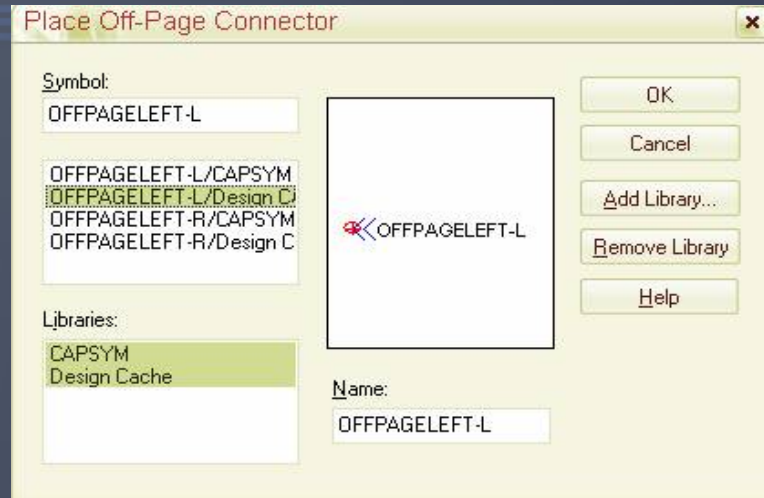 Place Off-Page Connector
Symbol:
OFFPAGELEFT-L
OFFPAGELEFT-L/CAPSYM
OFFPAGELEFT-L/Design C
OFFPAGELEFT-R/CAPSYM
OFFPAGELEFT-R/Design C
Libraries:
CAPSYM
Design Cache
OFFPAGELEFT-L
Name:
OFFPAGELEFT-L
OK
Cancel
Add Library...
Remove Library
Help